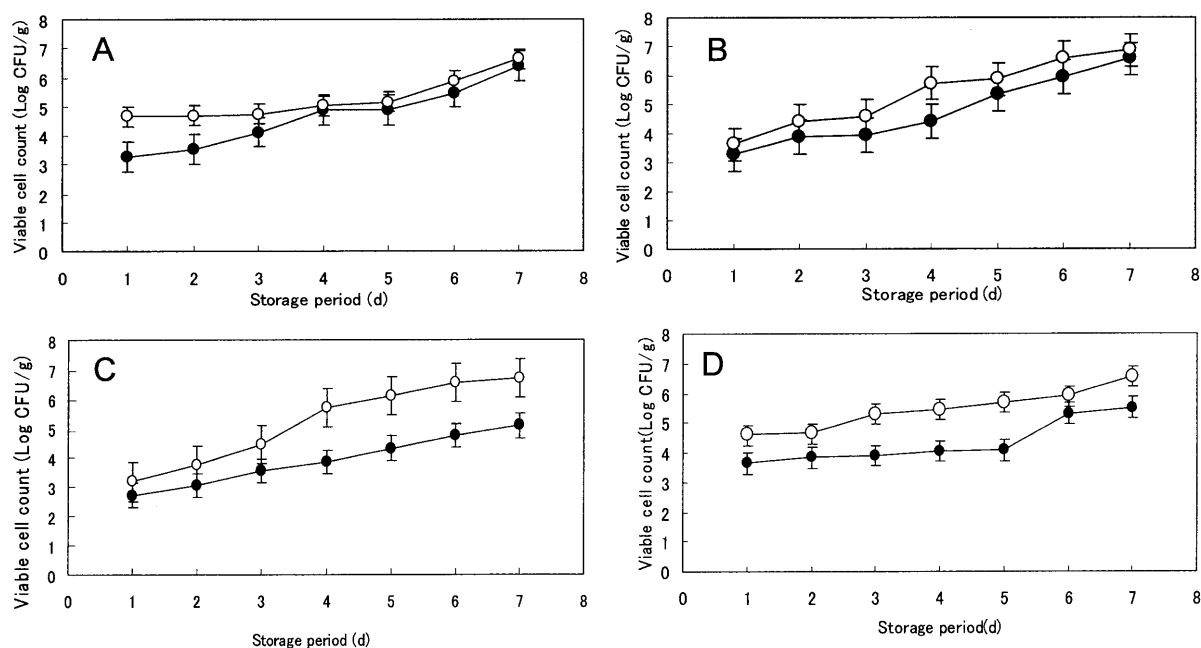 A
Viable cell count (Log CFU/g)
8
7
6
5
4
3
2
1
0
0 1 2 3 4 5 6 7 8
Storage period (d)
B
Viable cell count (Log CFU/g)
8
7
6
5
4
3
2
1
0
0 1 2 3 4 5 6 7 8
Storage period (d)
C
Viable cell count (Log CFU/g)
8
7
6
5
4
3
2
1
0
0 1 2 3 4 5 6 7 8
Storage period (d)
D
Viable cell count(Log CFU/g)
8
7
6
5
4
3
2
1
0
0 1 2 3 4 5 6 7 8
Storage period(d)